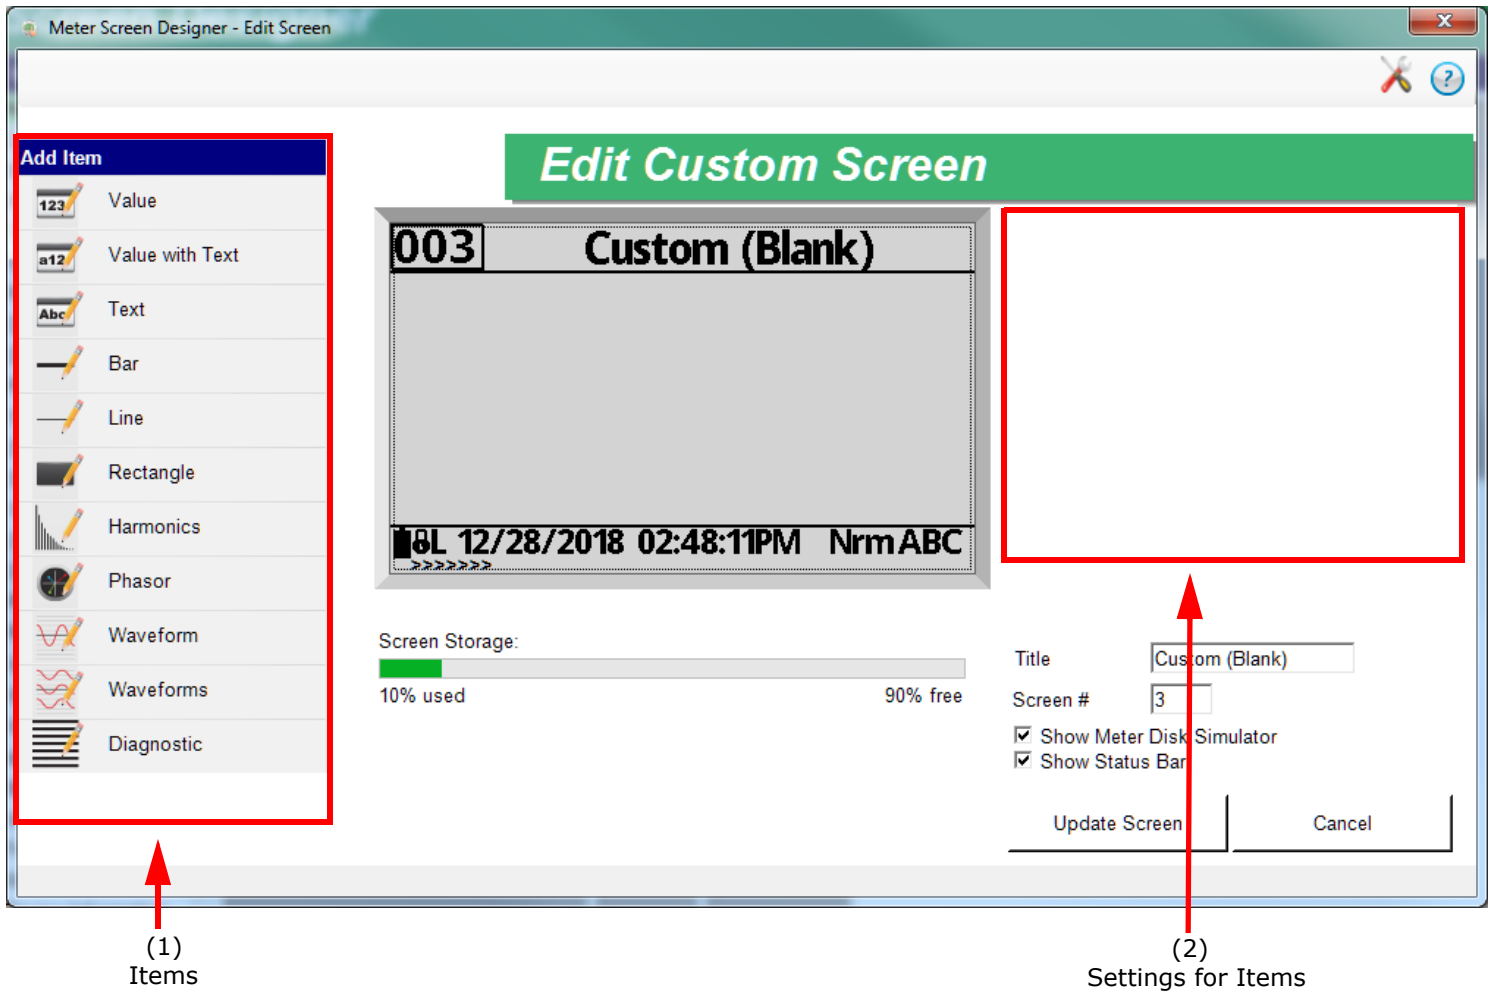 Meter Screen Designer - Edit Screen
x
?
Add Item
Edit Custom Screen
123
Value
a12
Value with Text
Abc
Text
Bar
Line
Rectangle
Harmonics
Phasor
Waveform
Waveforms
Diagnostic
003 Custom (Blank)
L 12/28/2018 02:48:11PM Nrm ABC
>>>>>>>
Screen Storage:
10% used 90% free
Title Custom (Blank)
Screen # 3
Show Meter Disk Simulator
Show Status Bar
Update Screen Cancel
(1)
Items
(2)
Settings for Items